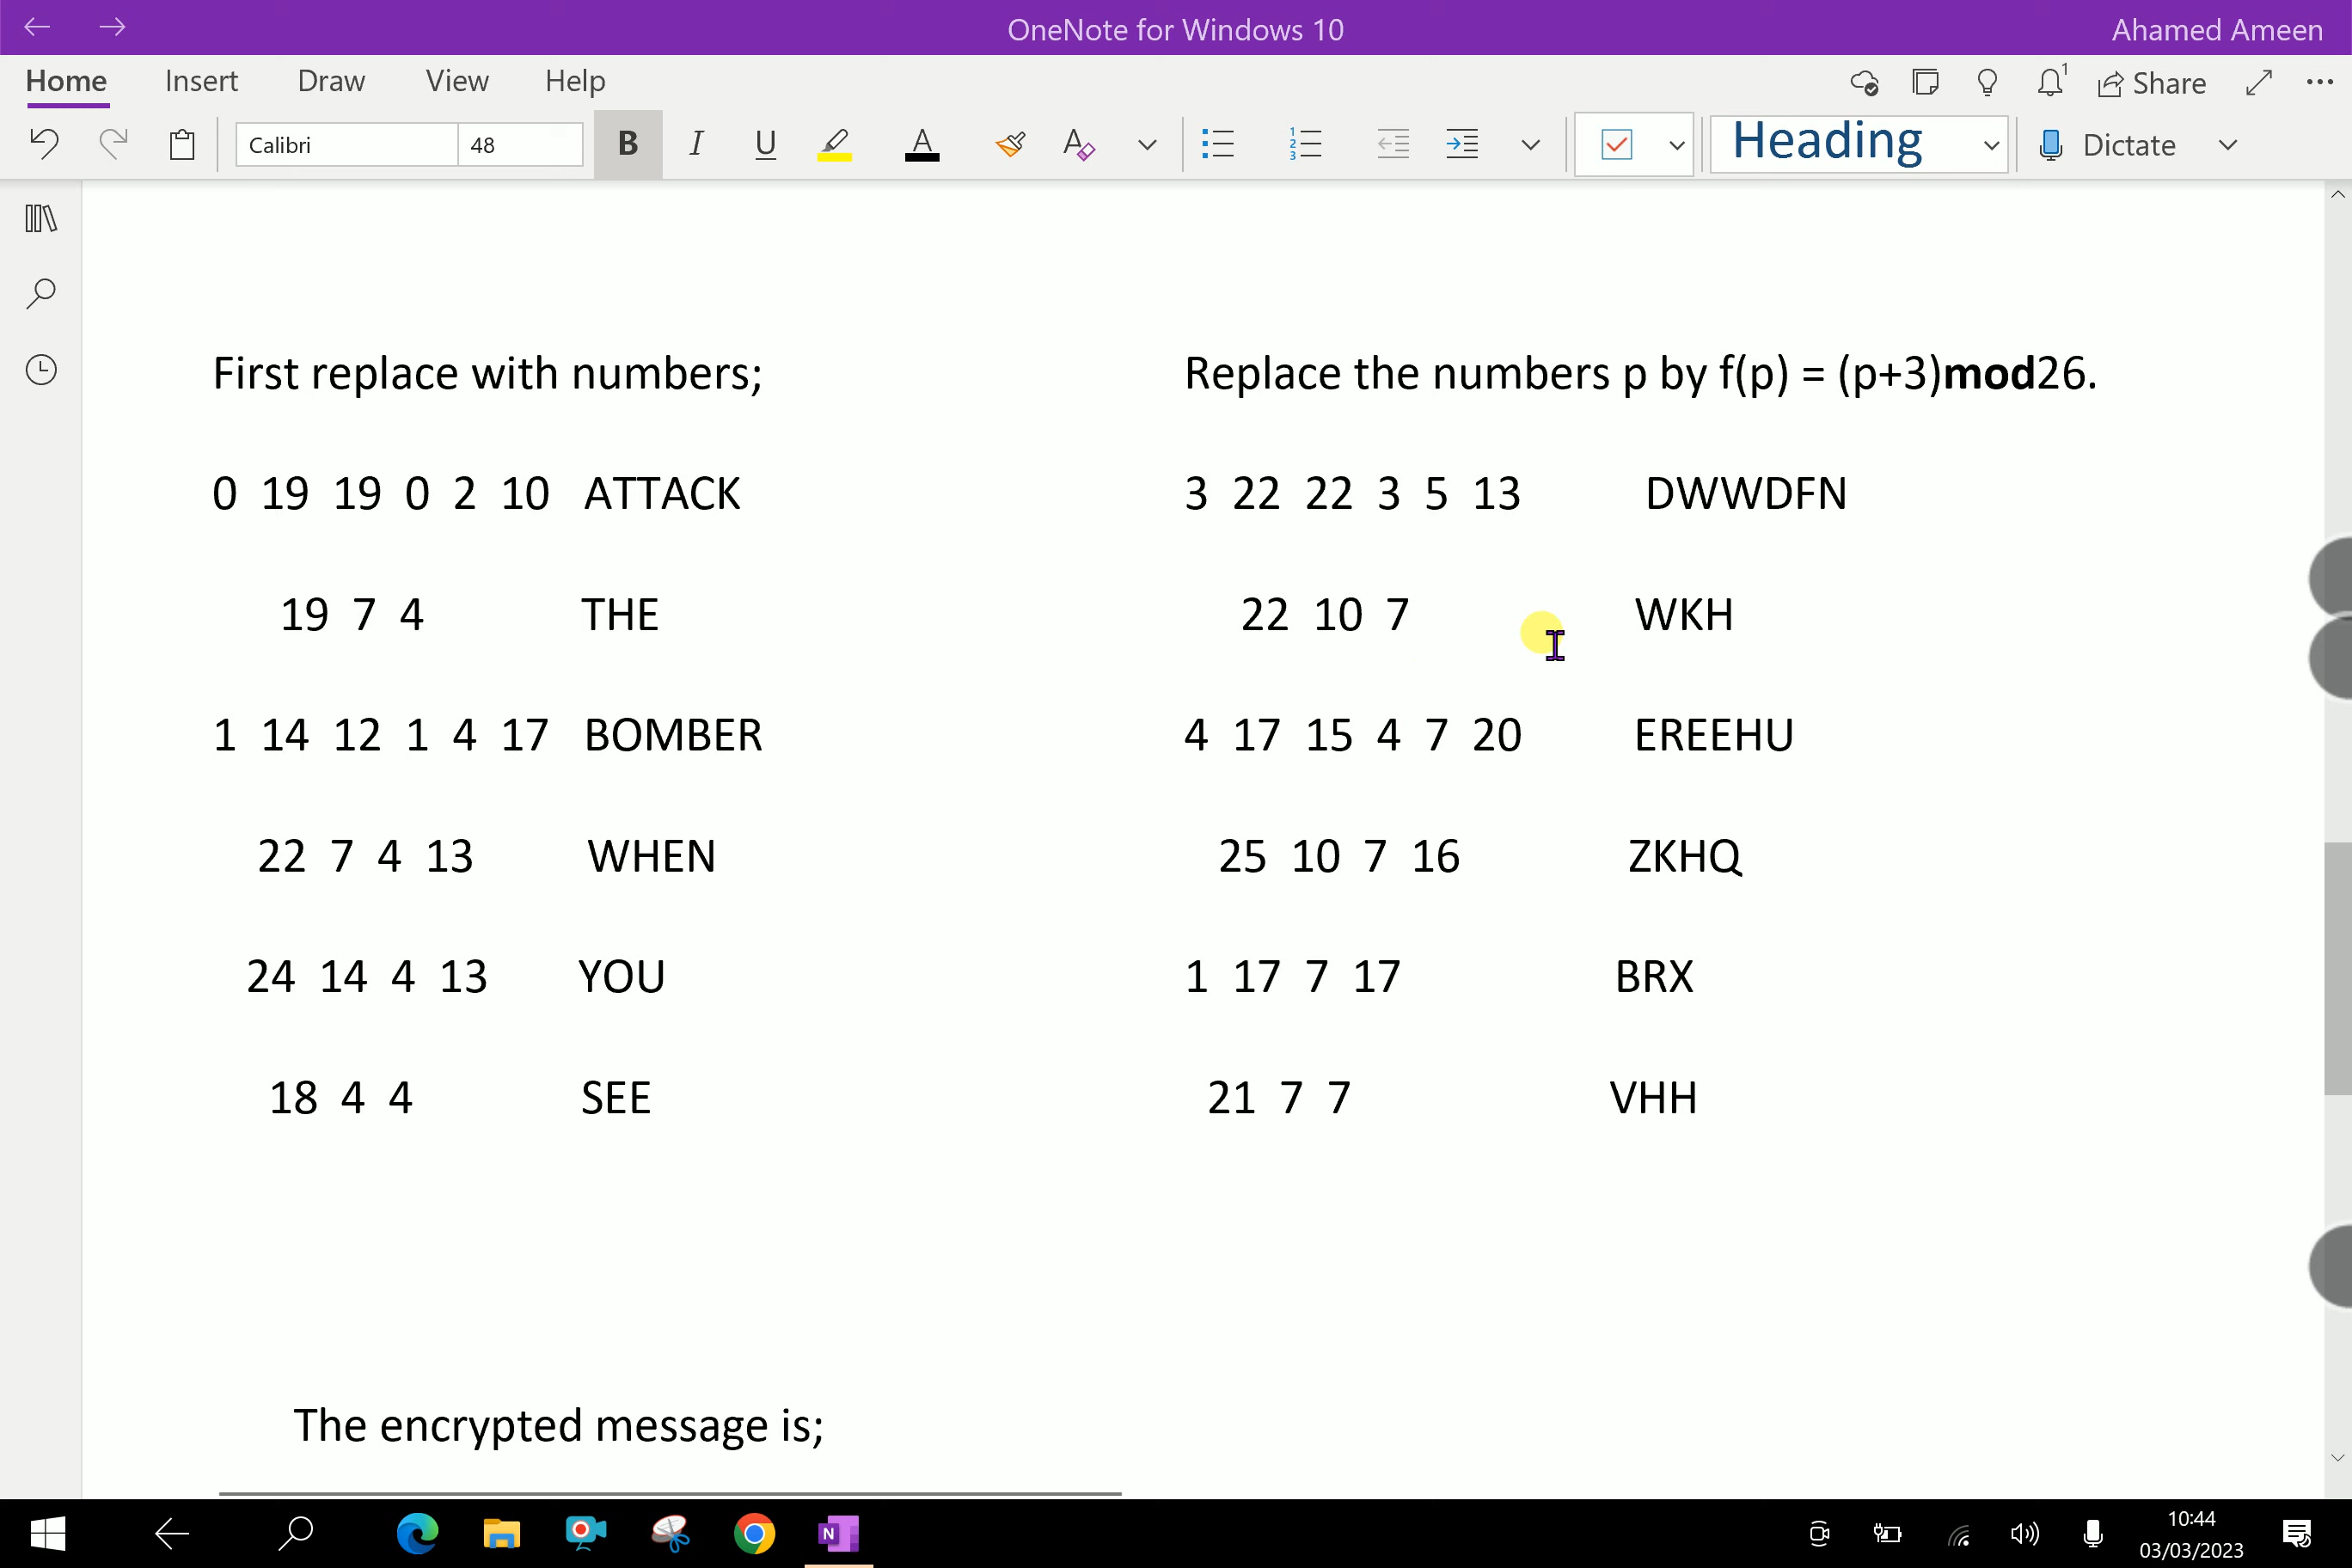 OneNote for Windows 10
Ahamed Ameen
Home Insert Draw View Help
1
Share
Calibri 48 B I U A A
1
2
3
Heading
Dictate
First replace with numbers;
0 19 19 0 2 10 ATTACK
19 7 4 THE
1 14 12 1 4 17 BOMBER
22 7 4 13 WHEN
24 14 4 13 YOU
18 4 4 SEE
Replace the numbers p by f(p) = (p+3)mod26.
3 22 22 3 5 13 DWWDFN
22 10 7 WKH
4 17 15 4 7 20 EREEHU
25 10 7 16 ZKHQ
1 17 7 17 BRX
21 7 7 VHH
The encrypted message is;
N
10:44
03/03/2023